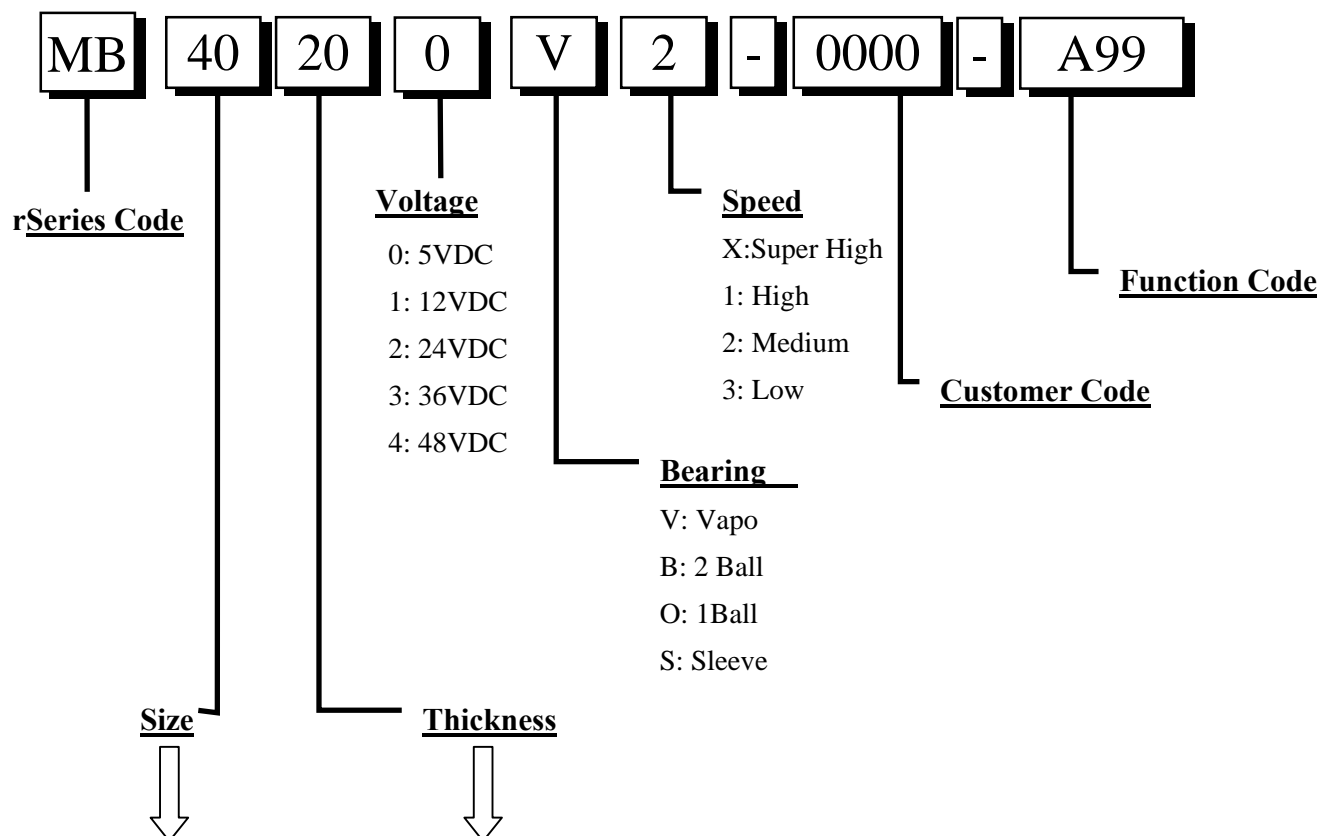 MB 40 20 0 V 2 - 0000 - A99
rSeries Code
Voltage
0: 5VDC
1: 12VDC
2: 24VDC
3: 36VDC
4: 48VDC
Speed
X:Super High
1: High
2: Medium
3: Low
Function Code
Customer Code
Bearing
V: Vapo
B: 2 Ball
O: 1Ball
S: Sleeve
Size
Thickness